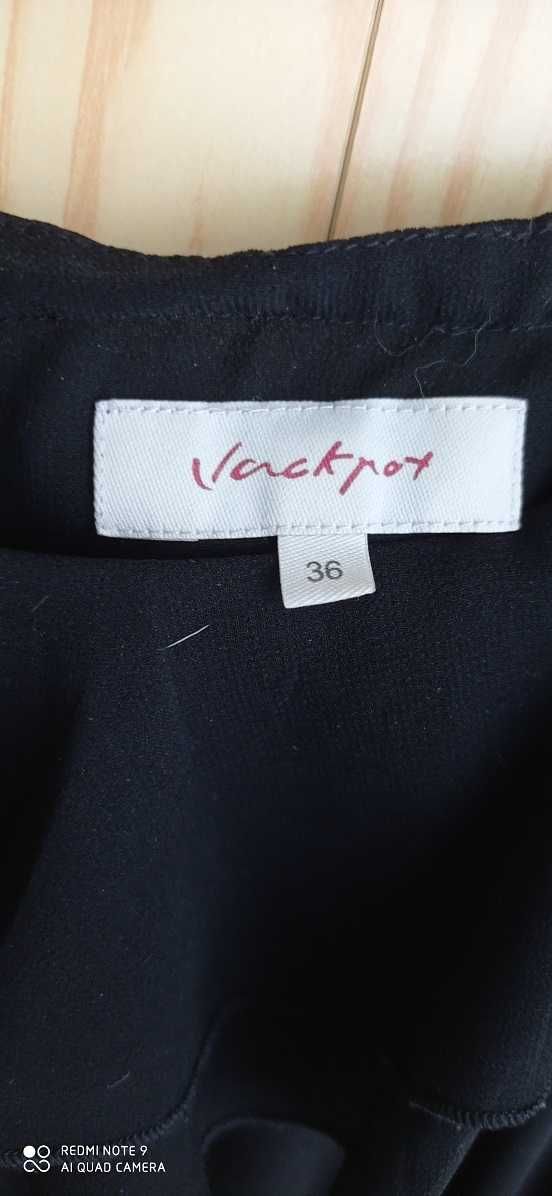 Jackpot
36
REDMI NOTE 9
AI QUAD CAMERA